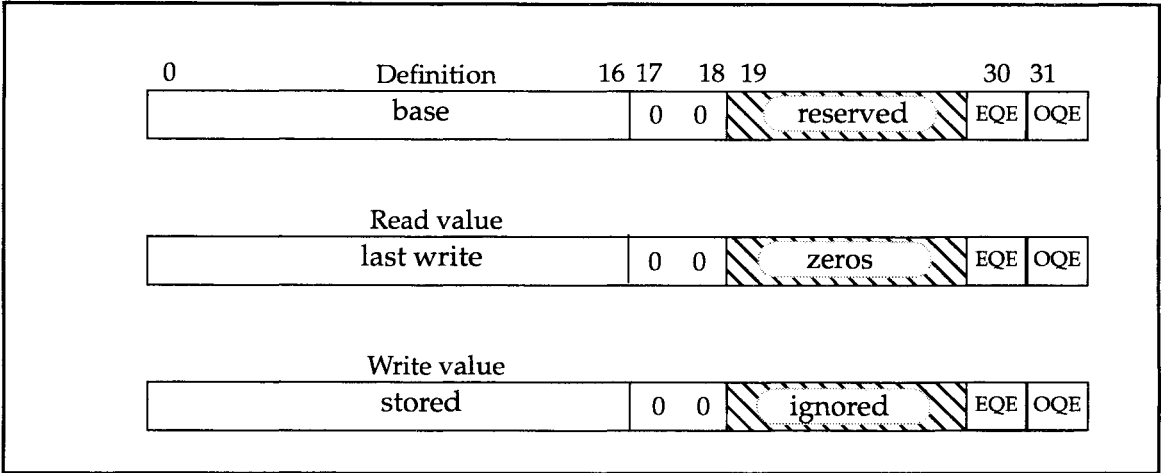 0 Definition 16 17 18 19 30 31
base 0 0 reserved EQE OQE
Read value
last write 0 0 zeros EQE OQE
Write value
stored 0 0 ignored EQE OQE